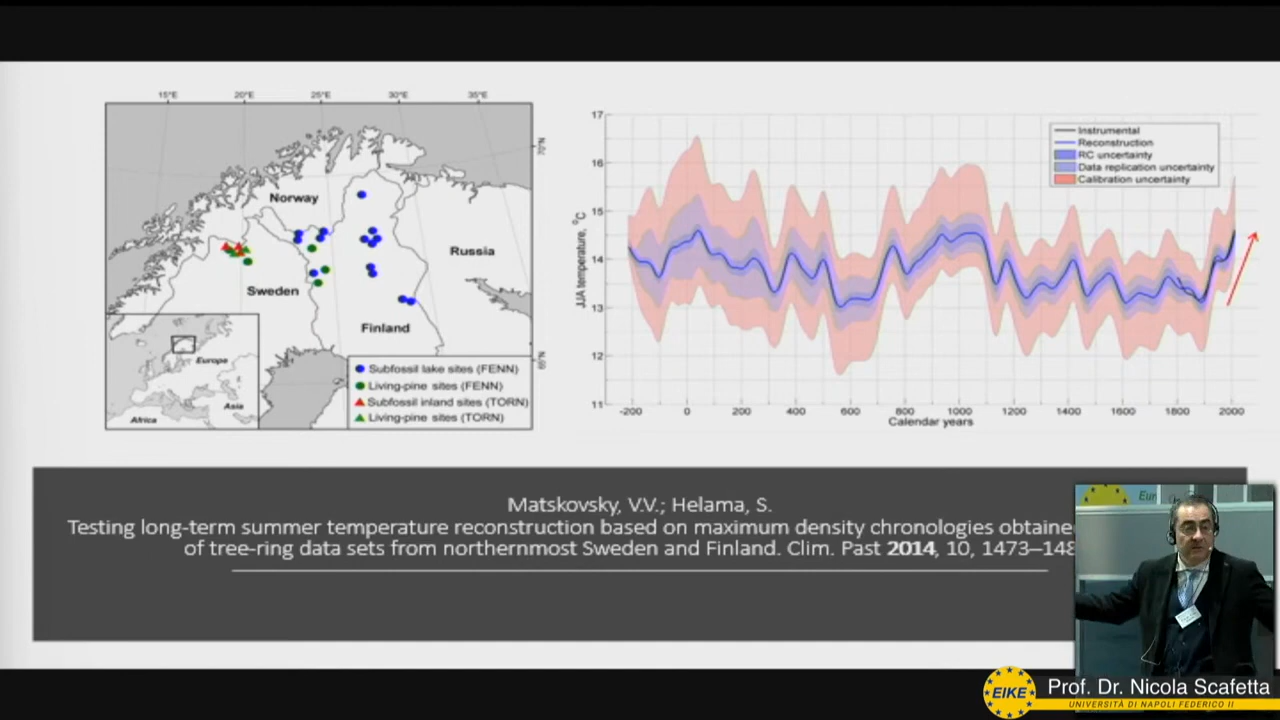 15°E 20°E 25°E 30°E 35°E
70°N
Norway
Russia
Sweden
Finland
65°N
Europe
Asia
Africa
Subfossil lake sites (FENN)
Living-pine sites (FENN)
Subfossil inland sites (TORN)
Living-pine sites (TORN)
17
16
15
14
13
12
11
JJA temperature, °C
Instrumental
Reconstruction
RC uncertainty
Data replication uncertainty
Calibration uncertainty
-200 0 200 400 600 800 1000 1200 1400 1600 1800 2000
Calendar years
Matskovsky, V.V.; Helama, S.
Testing long-term summer temperature reconstruction based on maximum density chronologies obtaine
of tree-ring data sets from northernmost Sweden and Finland. Clim. Past 2014, 10, 1473–148
Eur
EIKE
Prof. Dr. Nicola Scafetta
UNIVERSITÀ DI NAPOLI FEDERICO II